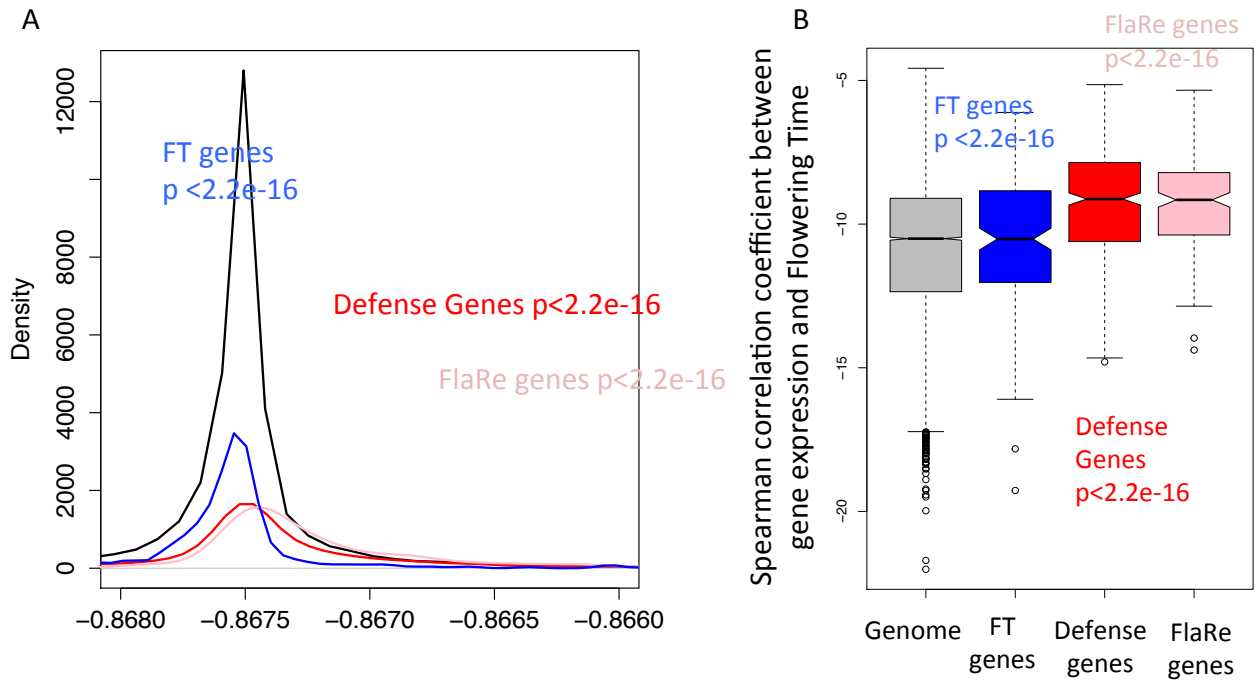 A
Density
0
2000
4000
6000
8000
12000
FT genes
p <2.2e-16
Defense Genes p<2.2e-16
FlaRe genes p<2.2e-16
−0.8680
−0.8675
−0.8670
−0.8665
−0.8660
B
Spearman correlation coefficient between
gene expression and Flowering Time
−5
−10
−15
−20
FlaRe genes
p<2.2e-16
FT genes
p <2.2e-16
Defense
Genes
p<2.2e-16
Genome
FT
genes
Defense
genes
FlaRe
genes